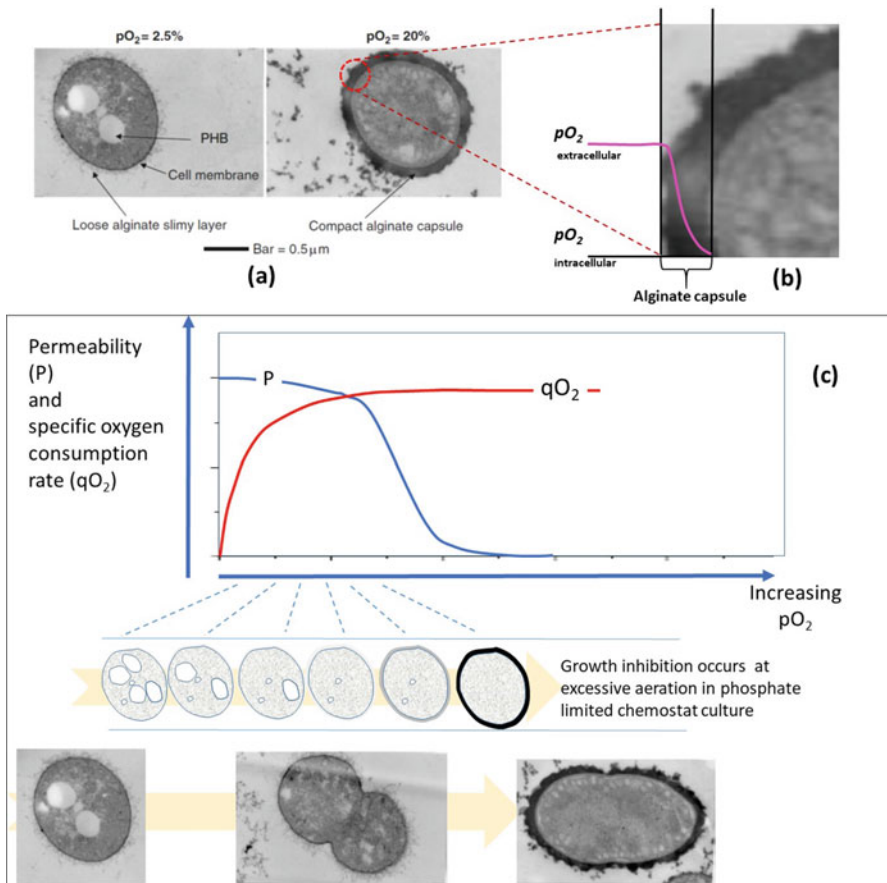 pO2 = 2.5%
pO2 = 20%
PHB
Cell membrane
Loose alginate slimy layer
Compact alginate capsule
Bar = 0.5 µm
(a)
pO2
extracellular
pO2
intracellular
(b)
Alginate capsule
Permeability
(P)
and
specific oxygen
consumption
rate (qO2)
P
qO2
(c)
Increasing
pO2
Growth inhibition occurs at
excessive aeration in phosphate
limited chemostat culture